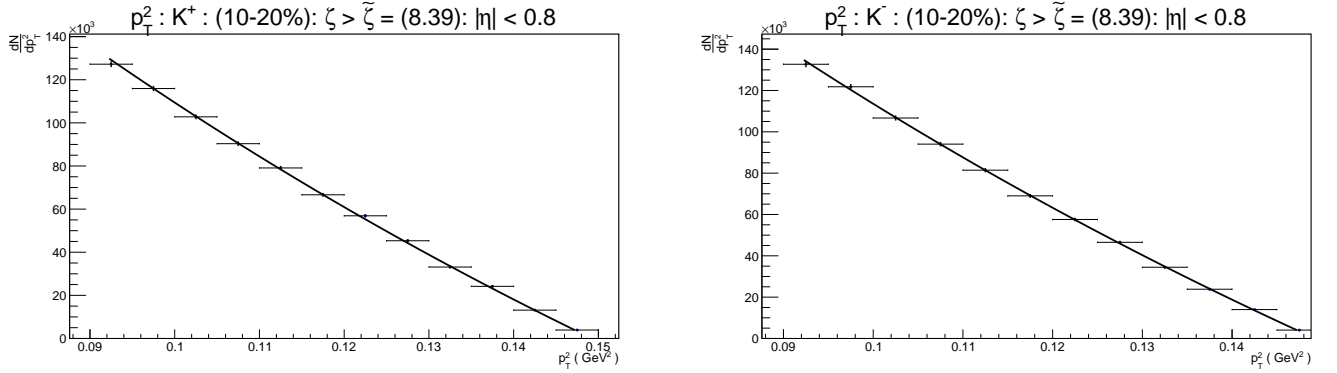 p_T^2 : K^+ : (10-20%): ζ > ζ̃ = (8.39): |η| < 0.8
×10^3
dN/dp_T^2
140
120
100
80
60
40
20
0
0.09 0.1 0.11 0.12 0.13 0.14 0.15
p_T^2 ( GeV^2 )
p_T^2 : K^- : (10-20%): ζ > ζ̃ = (8.39): |η| < 0.8
×10^3
dN/dp_T^2
140
120
100
80
60
40
20
0
0.09 0.1 0.11 0.12 0.13 0.14
p_T^2 ( GeV^2 )